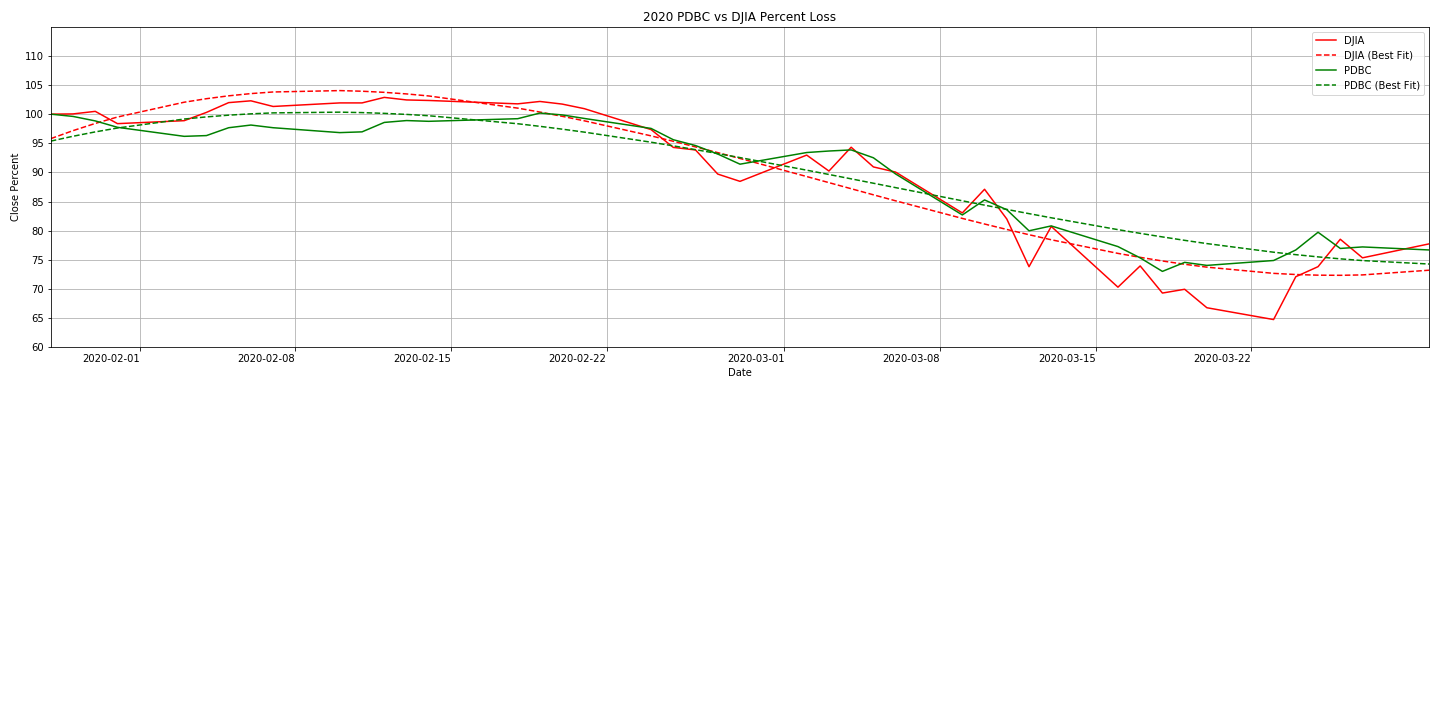 2020 PDBC vs DJIA Percent Loss
DJIA
DJIA (Best Fit)
PDBC
PDBC (Best Fit)
Close Percent
110
105
100
95
90
85
80
75
70
65
60
2020-02-01
2020-02-08
2020-02-15
2020-02-22
2020-03-01
2020-03-08
2020-03-15
2020-03-22
Date